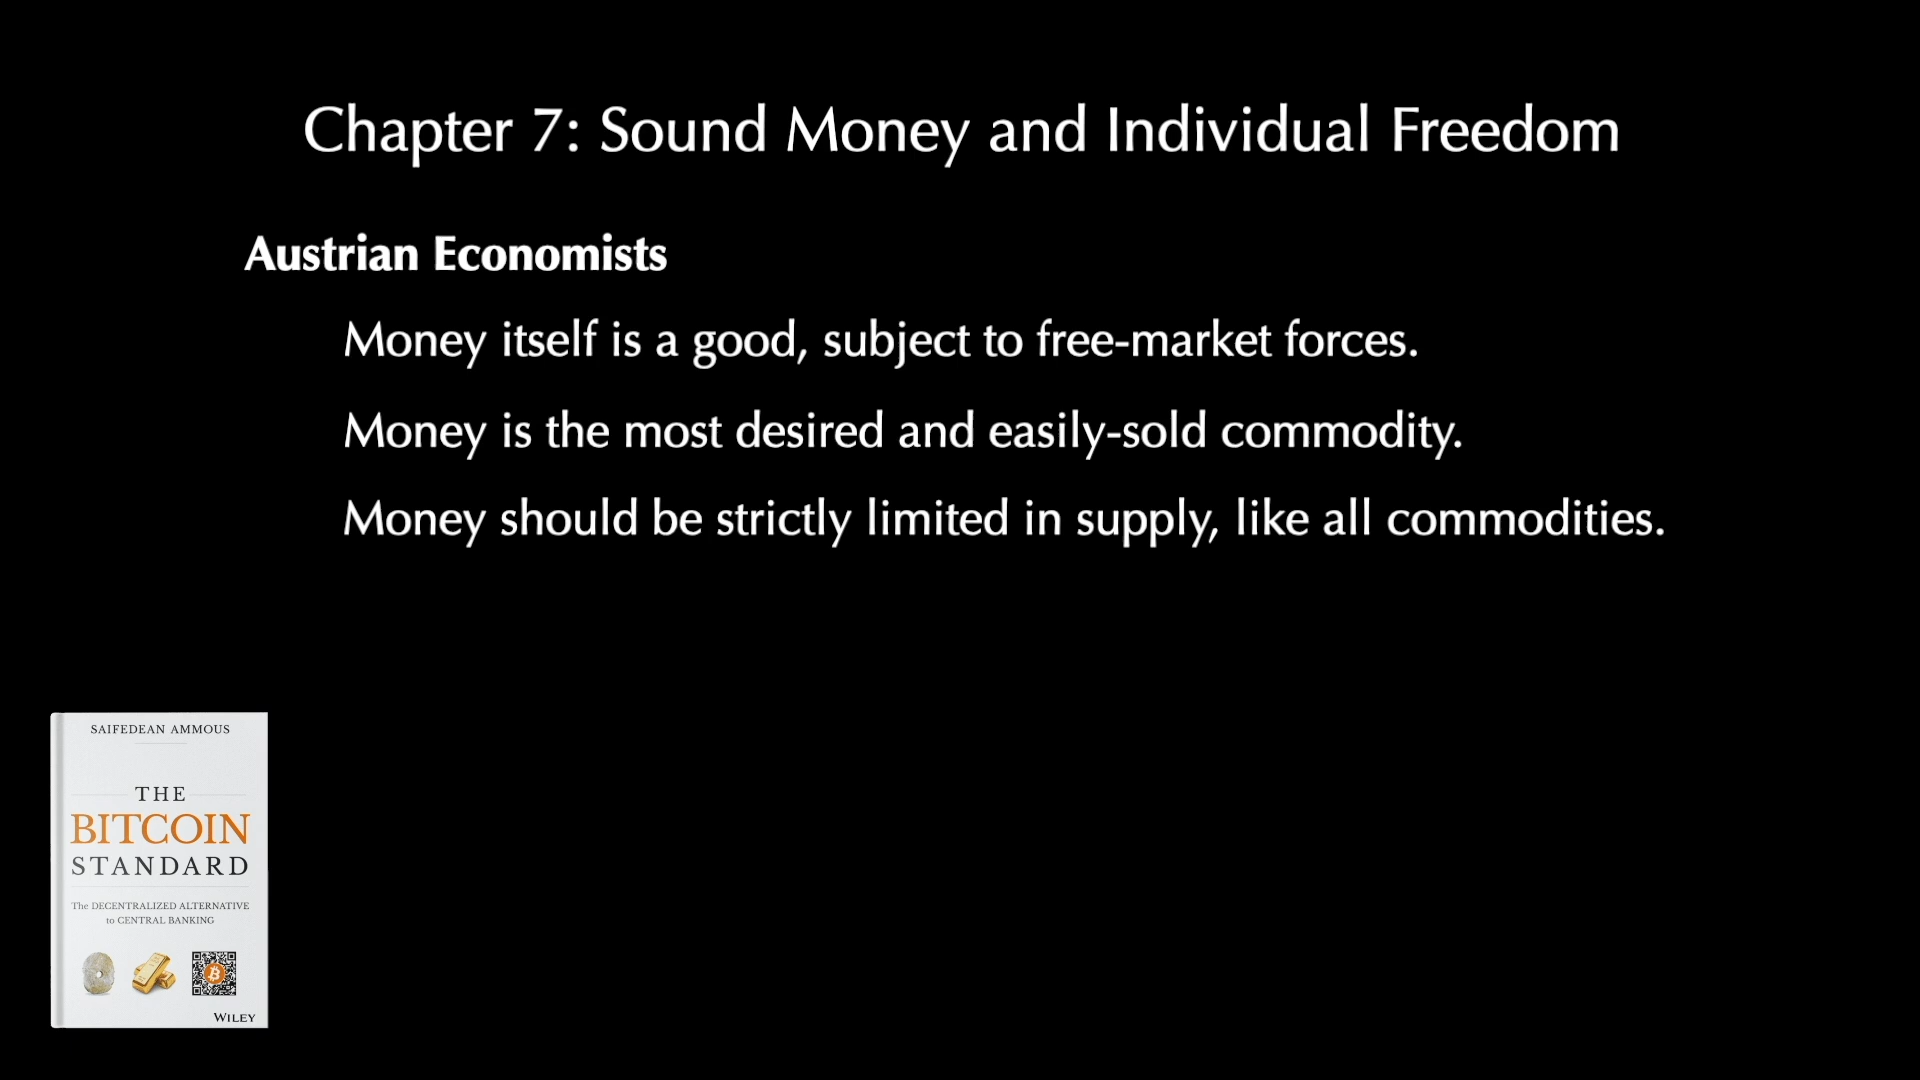 Chapter 7: Sound Money and Individual Freedom
Austrian Economists
Money itself is a good, subject to free-market forces.
Money is the most desired and easily-sold commodity.
Money should be strictly limited in supply, like all commodities.
SAIFEDEAN AMMOUS
THE
BITCOIN
STANDARD
The DECENTRALIZED ALTERNATIVE
to CENTRAL BANKING
WILEY